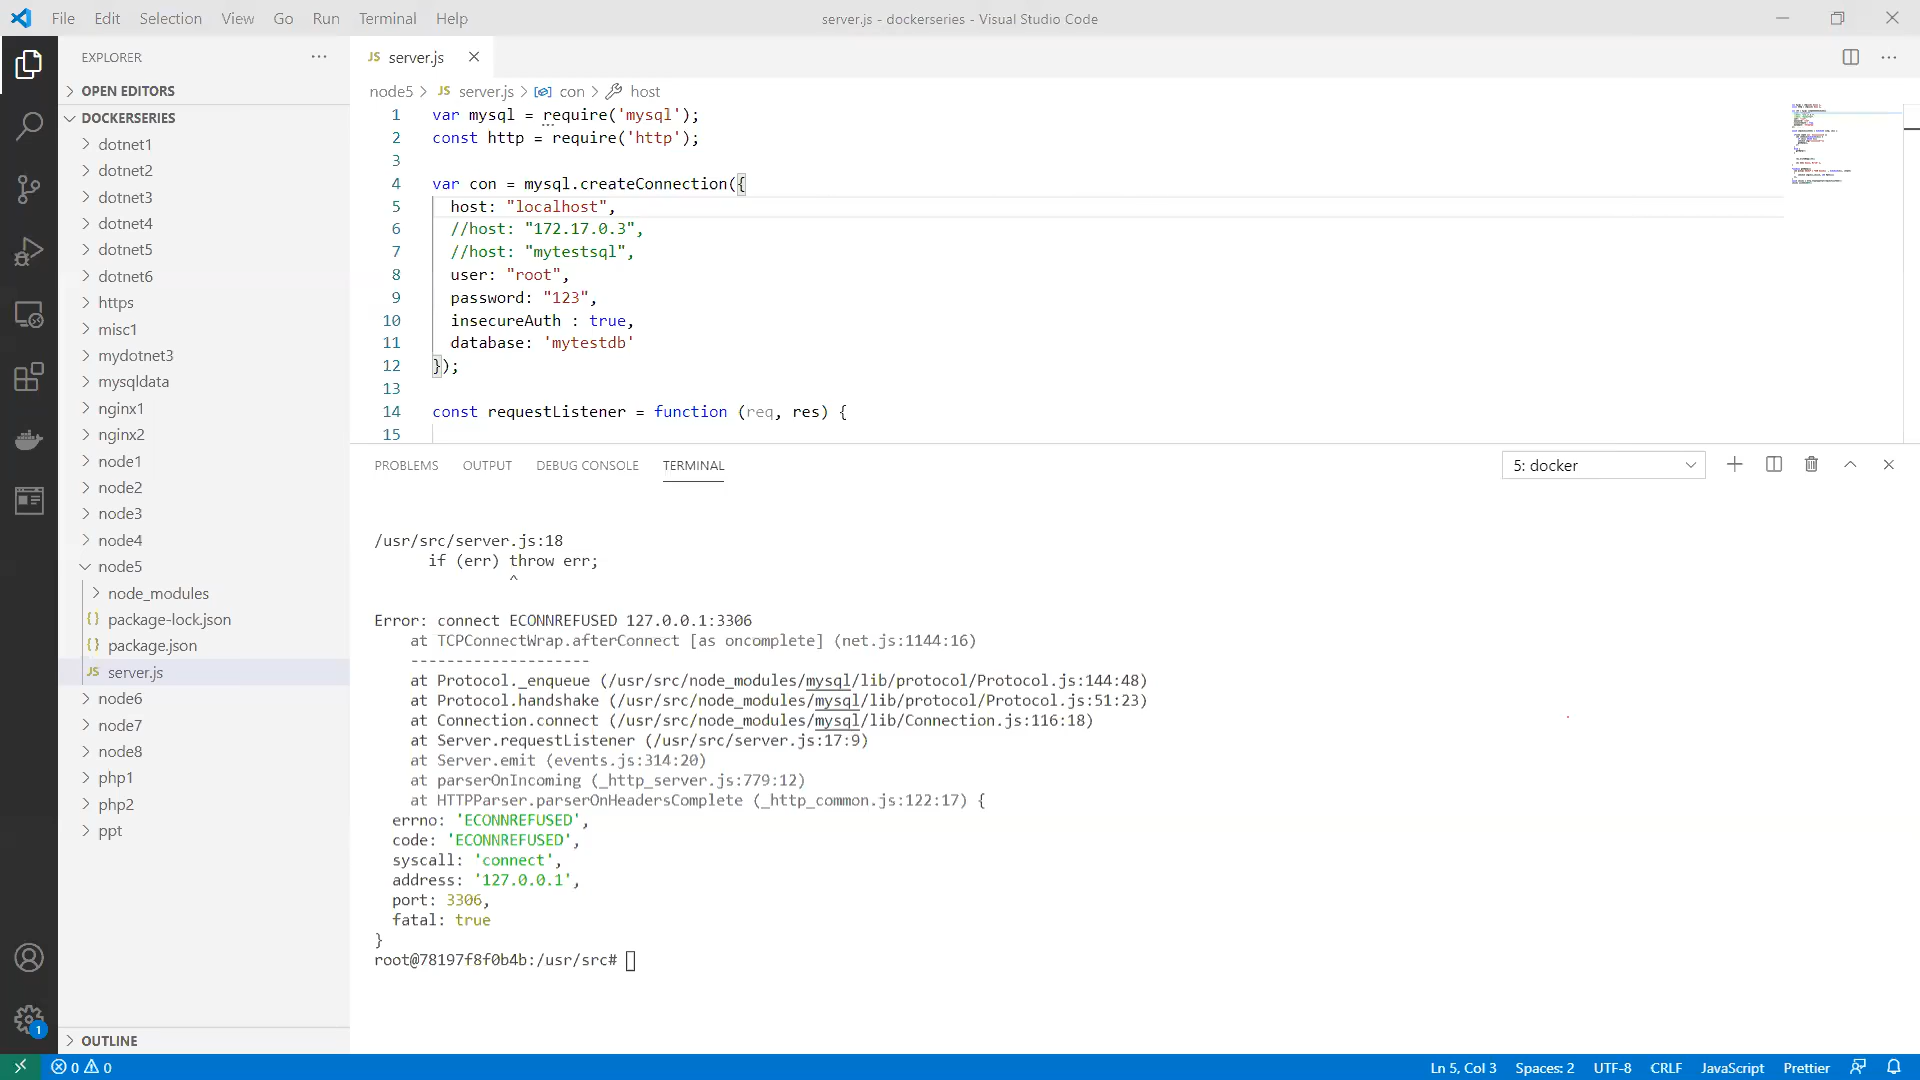 File Edit Selection View Go Run Terminal Help
server.js - dockerseries - Visual Studio Code
EXPLORER
OPEN EDITORS
DOCKERSERIES
dotnet1
dotnet2
dotnet3
dotnet4
dotnet5
dotnet6
https
misc1
mydotnet3
mysqldata
nginx1
nginx2
node1
node2
node3
node4
node5
node_modules
{} package-lock.json
{} package.json
JS server.js
node6
node7
node8
php1
php2
ppt
OUTLINE
JS server.js
node5 > JS server.js > con > host
1 var mysql = require('mysql');
2 const http = require('http');
3
4 var con = mysql.createConnection({
5 host: "localhost",
6 //host: "172.17.0.3",
7 //host: "mytestsql",
8 user: "root",
9 password: "123",
10 insecureAuth : true,
11 database: 'mytestdb'
12 });
13
14 const requestListener = function (req, res) {
15
PROBLEMS OUTPUT DEBUG CONSOLE TERMINAL
5: docker
/usr/src/server.js:18
if (err) throw err;
^
Error: connect ECONNREFUSED 127.0.0.1:3306
at TCPConnectWrap.afterConnect [as oncomplete] (net.js:1144:16)
--------------------
at Protocol._enqueue (/usr/src/node_modules/mysql/lib/protocol/Protocol.js:144:48)
at Protocol.handshake (/usr/src/node_modules/mysql/lib/protocol/Protocol.js:51:23)
at Connection.connect (/usr/src/node_modules/mysql/lib/Connection.js:116:18)
at Server.requestListener (/usr/src/server.js:17:9)
at Server.emit (events.js:314:20)
at parserOnIncoming (_http_server.js:779:12)
at HTTPParser.parserOnHeadersComplete (_http_common.js:122:17) {
errno: 'ECONNREFUSED',
code: 'ECONNREFUSED',
syscall: 'connect',
address: '127.0.0.1',
port: 3306,
fatal: true
}
root@78197f8f0b4b:/usr/src#
1
0 0
Ln 5, Col 3 Spaces: 2 UTF-8 CRLF JavaScript Prettier